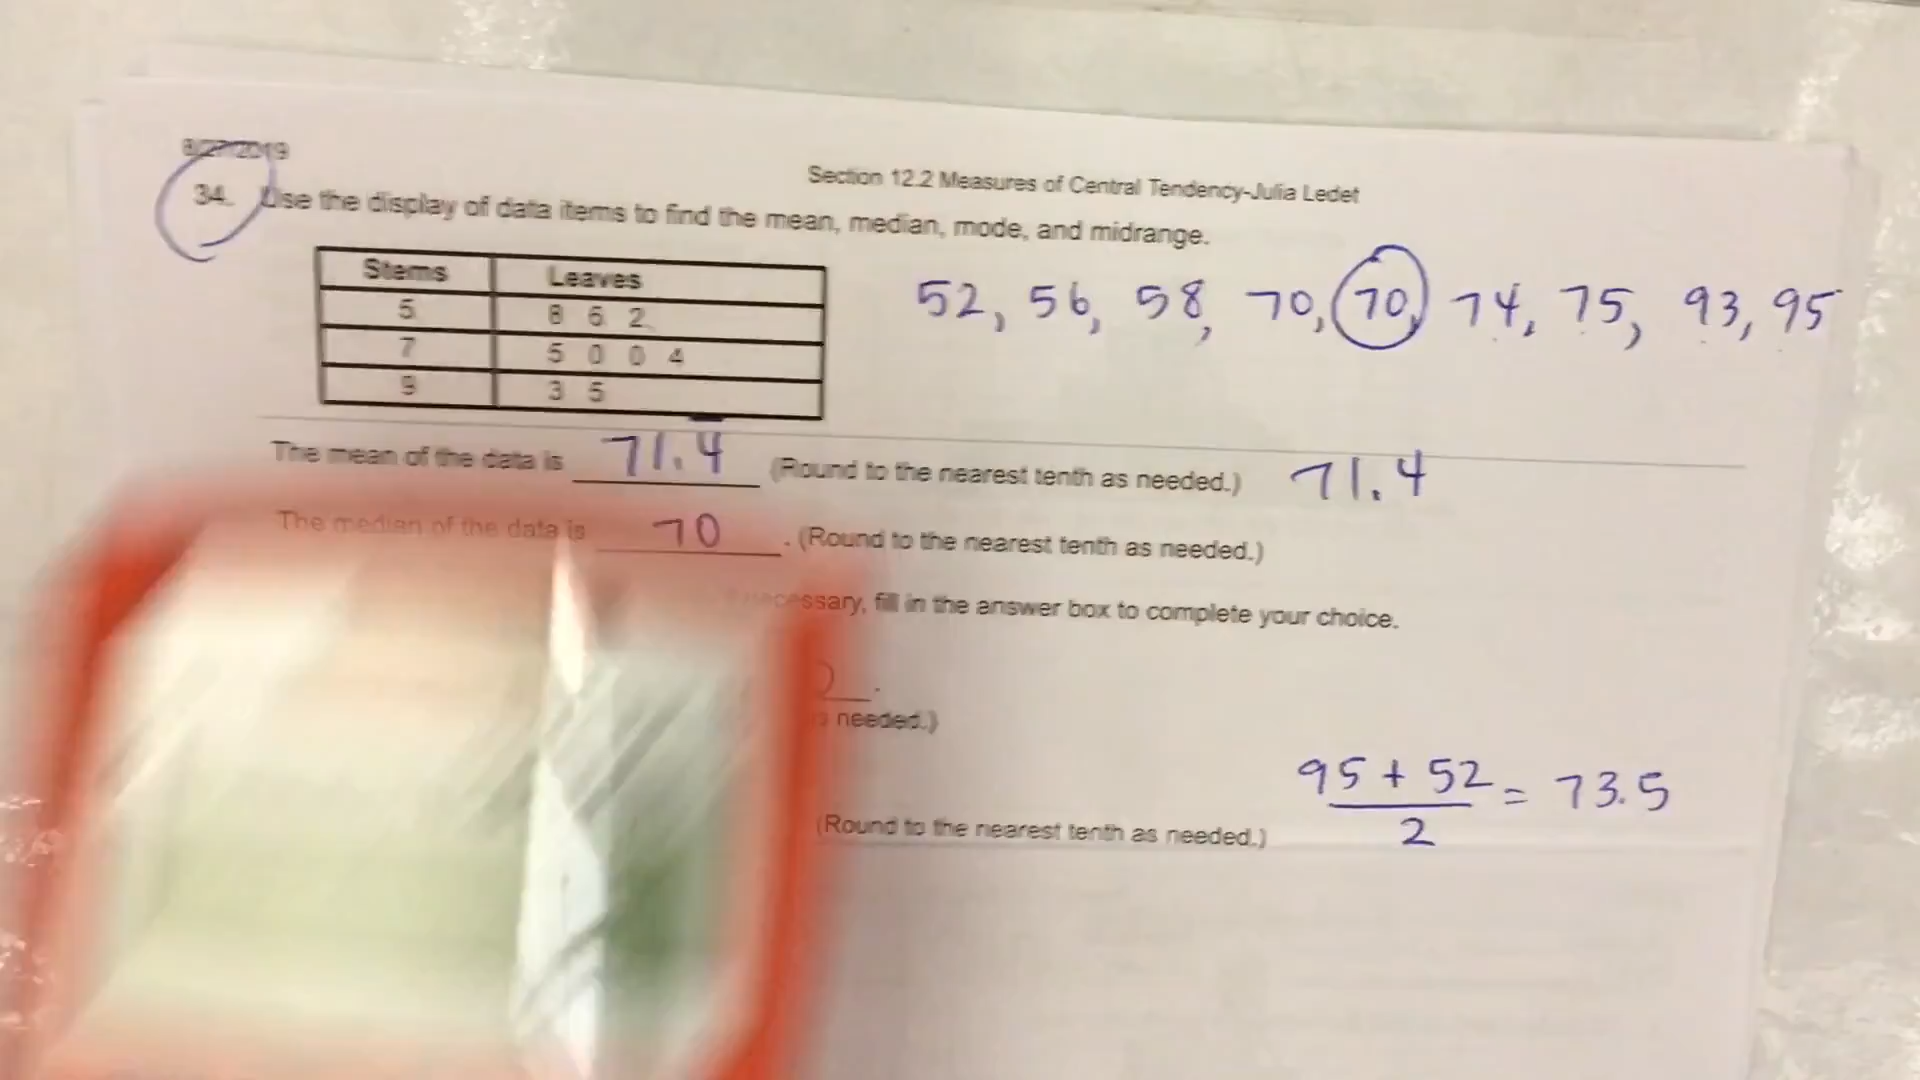 8/27/2019
Section 12.2 Measures of Central Tendency-Julia Ledet
34. Use the display of data items to find the mean, median, mode, and midrange.
Stems Leaves
5 8 6 2
7 5 0 0 4
9 3 5
52, 56, 58, 70, 70, 74, 75, 93, 95
The mean of the data is 71.4 (Round to the nearest tenth as needed.) 71.4
The median of the data is 70 . (Round to the nearest tenth as needed.)
necessary, fill in the answer box to complete your choice.
needed.)
95 + 52 = 73.5
2
(Round to the nearest tenth as needed.)